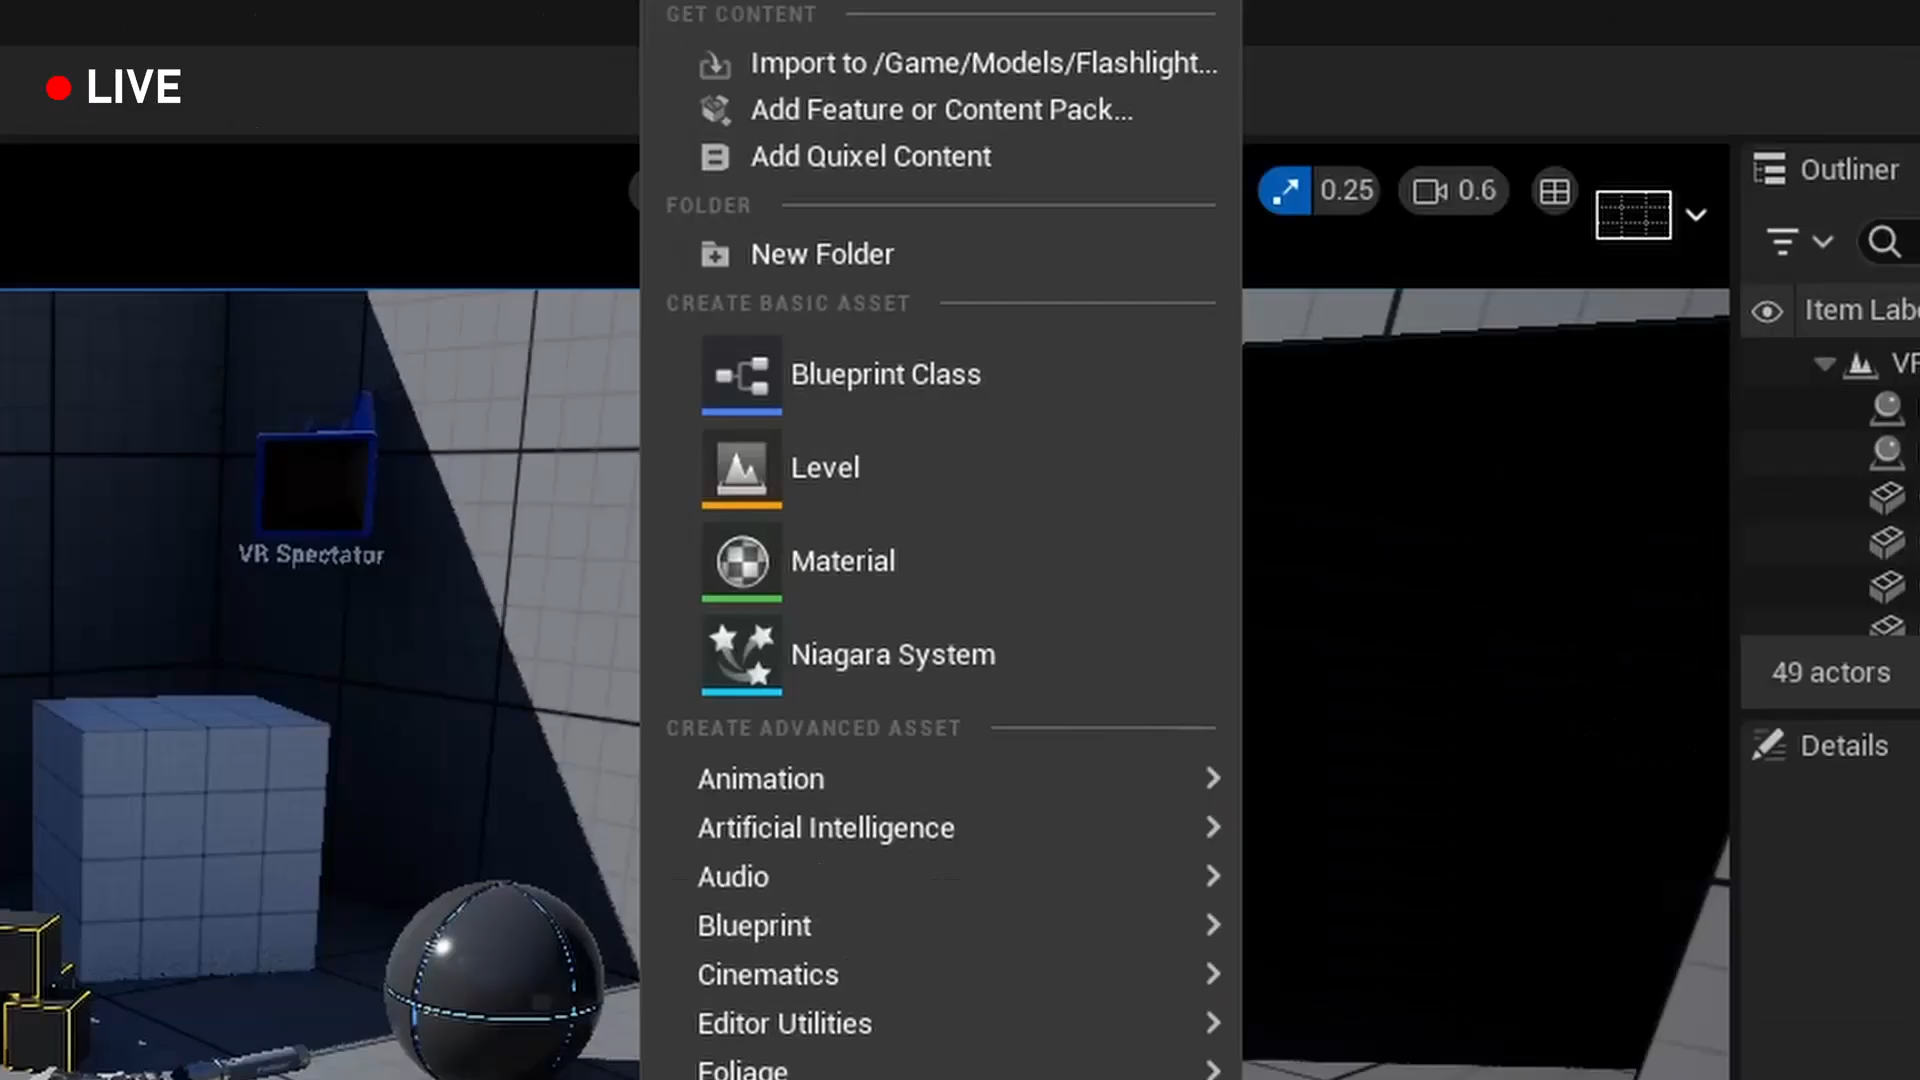 GET CONTENT
Import to /Game/Models/Flashlight...
Add Feature or Content Pack...
Add Quixel Content
FOLDER
New Folder
CREATE BASIC ASSET
Blueprint Class
Level
Material
Niagara System
CREATE ADVANCED ASSET
Animation
Artificial Intelligence
Audio
Blueprint
Cinematics
Editor Utilities
Foliage
LIVE
VR Spectator
0.25
0.6
Outliner
Item Labe
VR
49 actors
Details